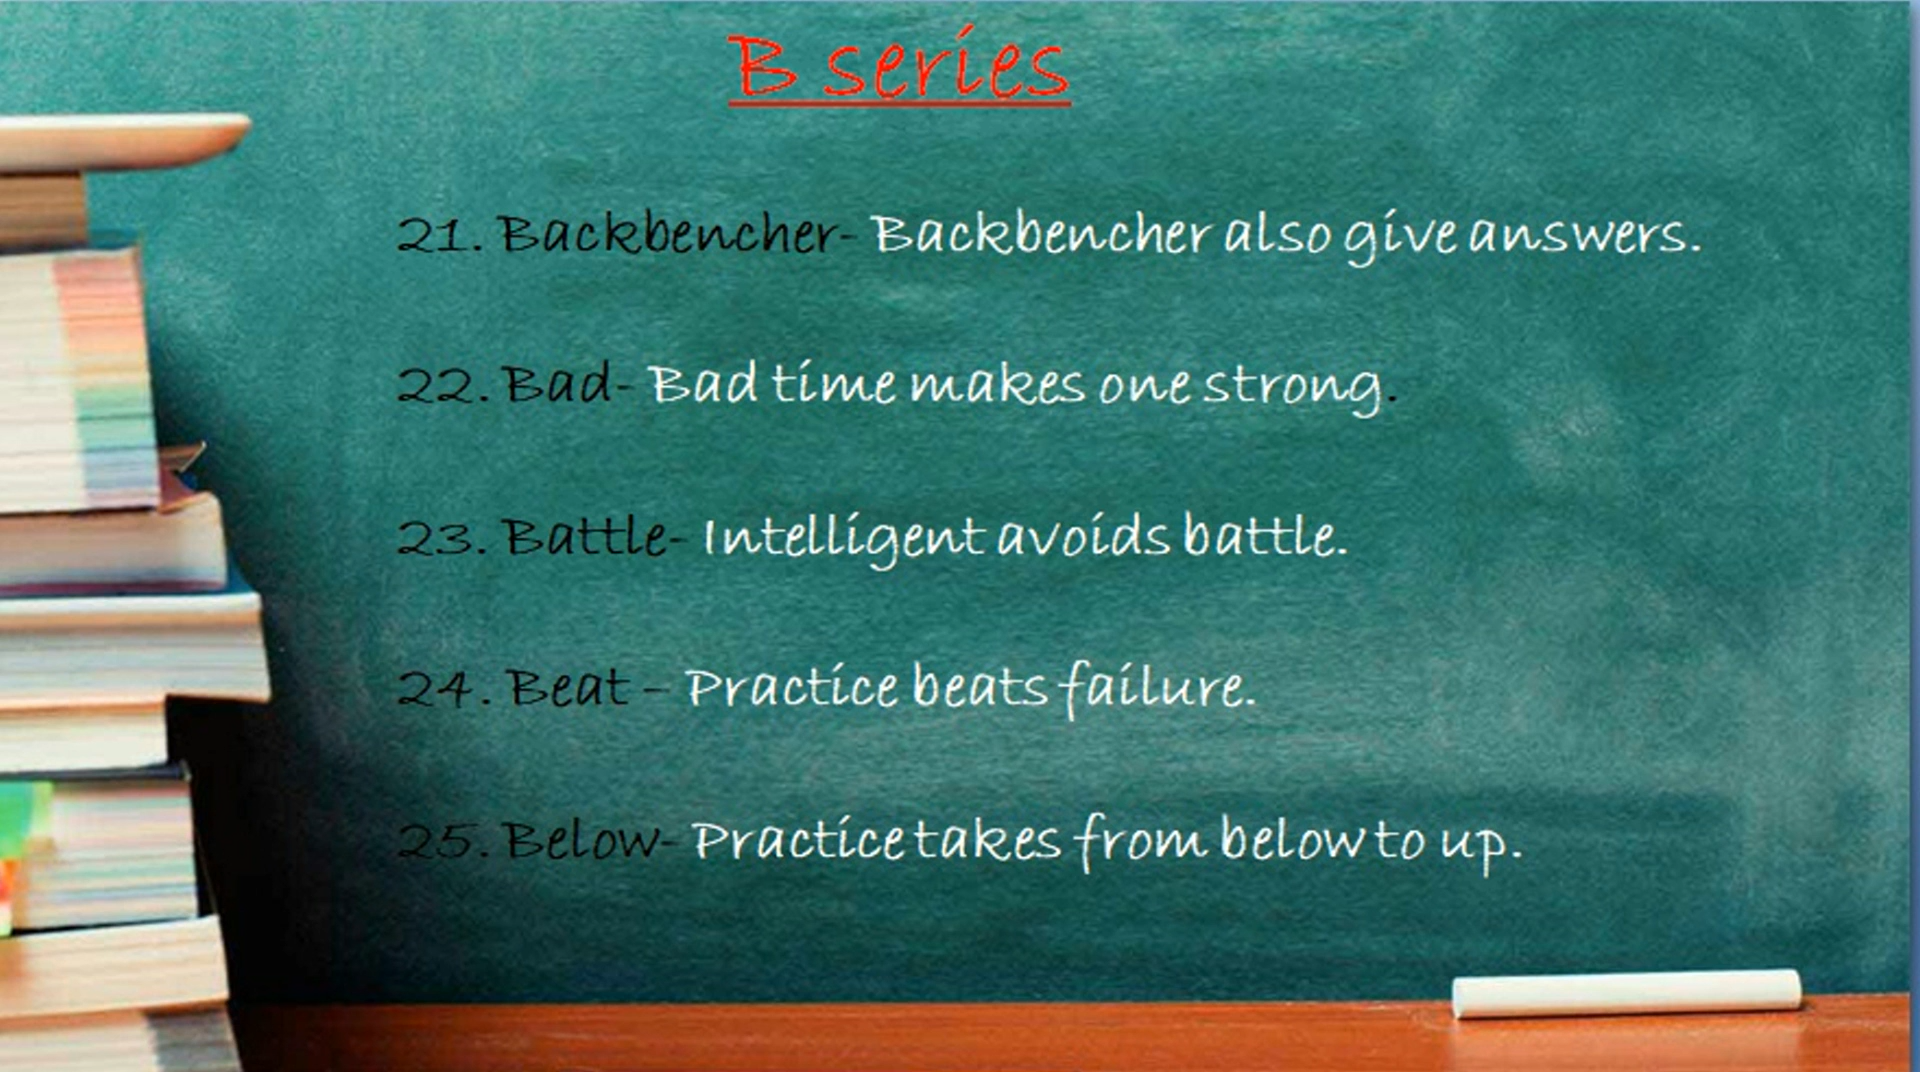 B series
21. Backbencher- Backbencher also give answers.
22. Bad- Bad time makes one strong.
23. Battle- Intelligent avoids battle.
24. Beat – Practice beats failure.
25. Below- Practice takes from below to up.